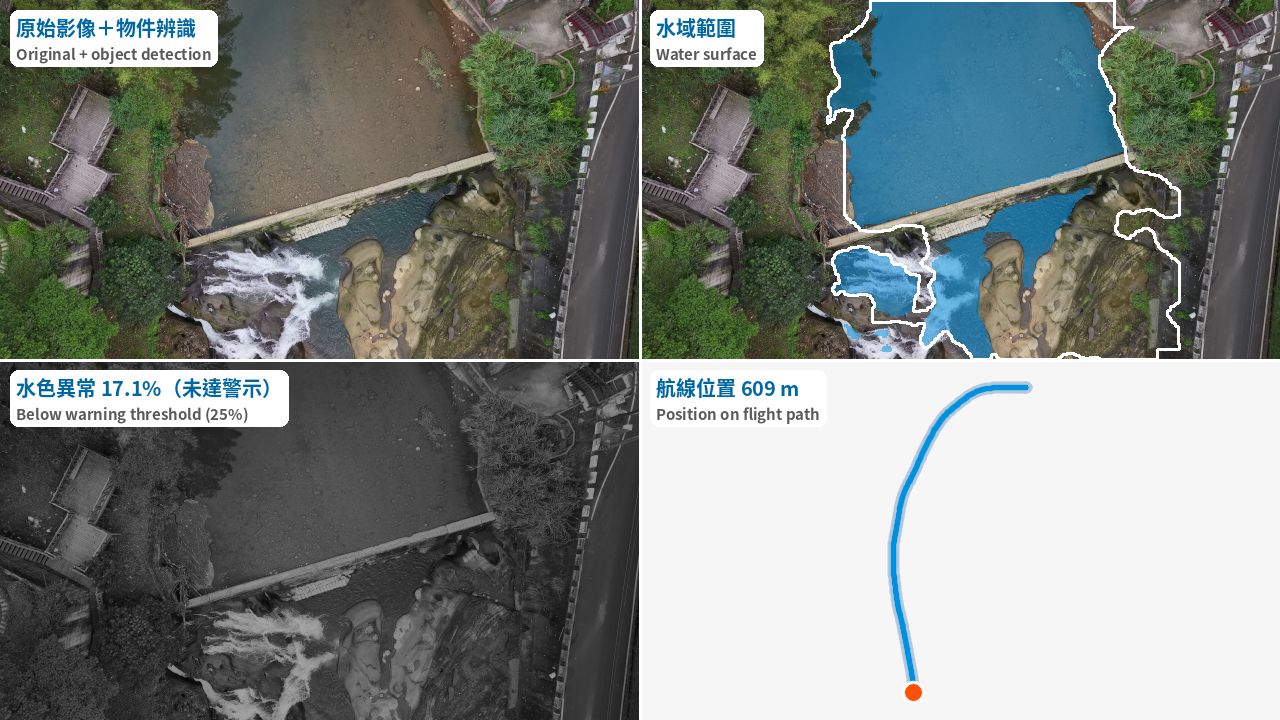 原始影像＋物件辨識
Original + object detection
水域範圍
Water surface
水色異常 17.1%（未達警示）
Below warning threshold (25%)
航線位置 609 m
Position on flight path